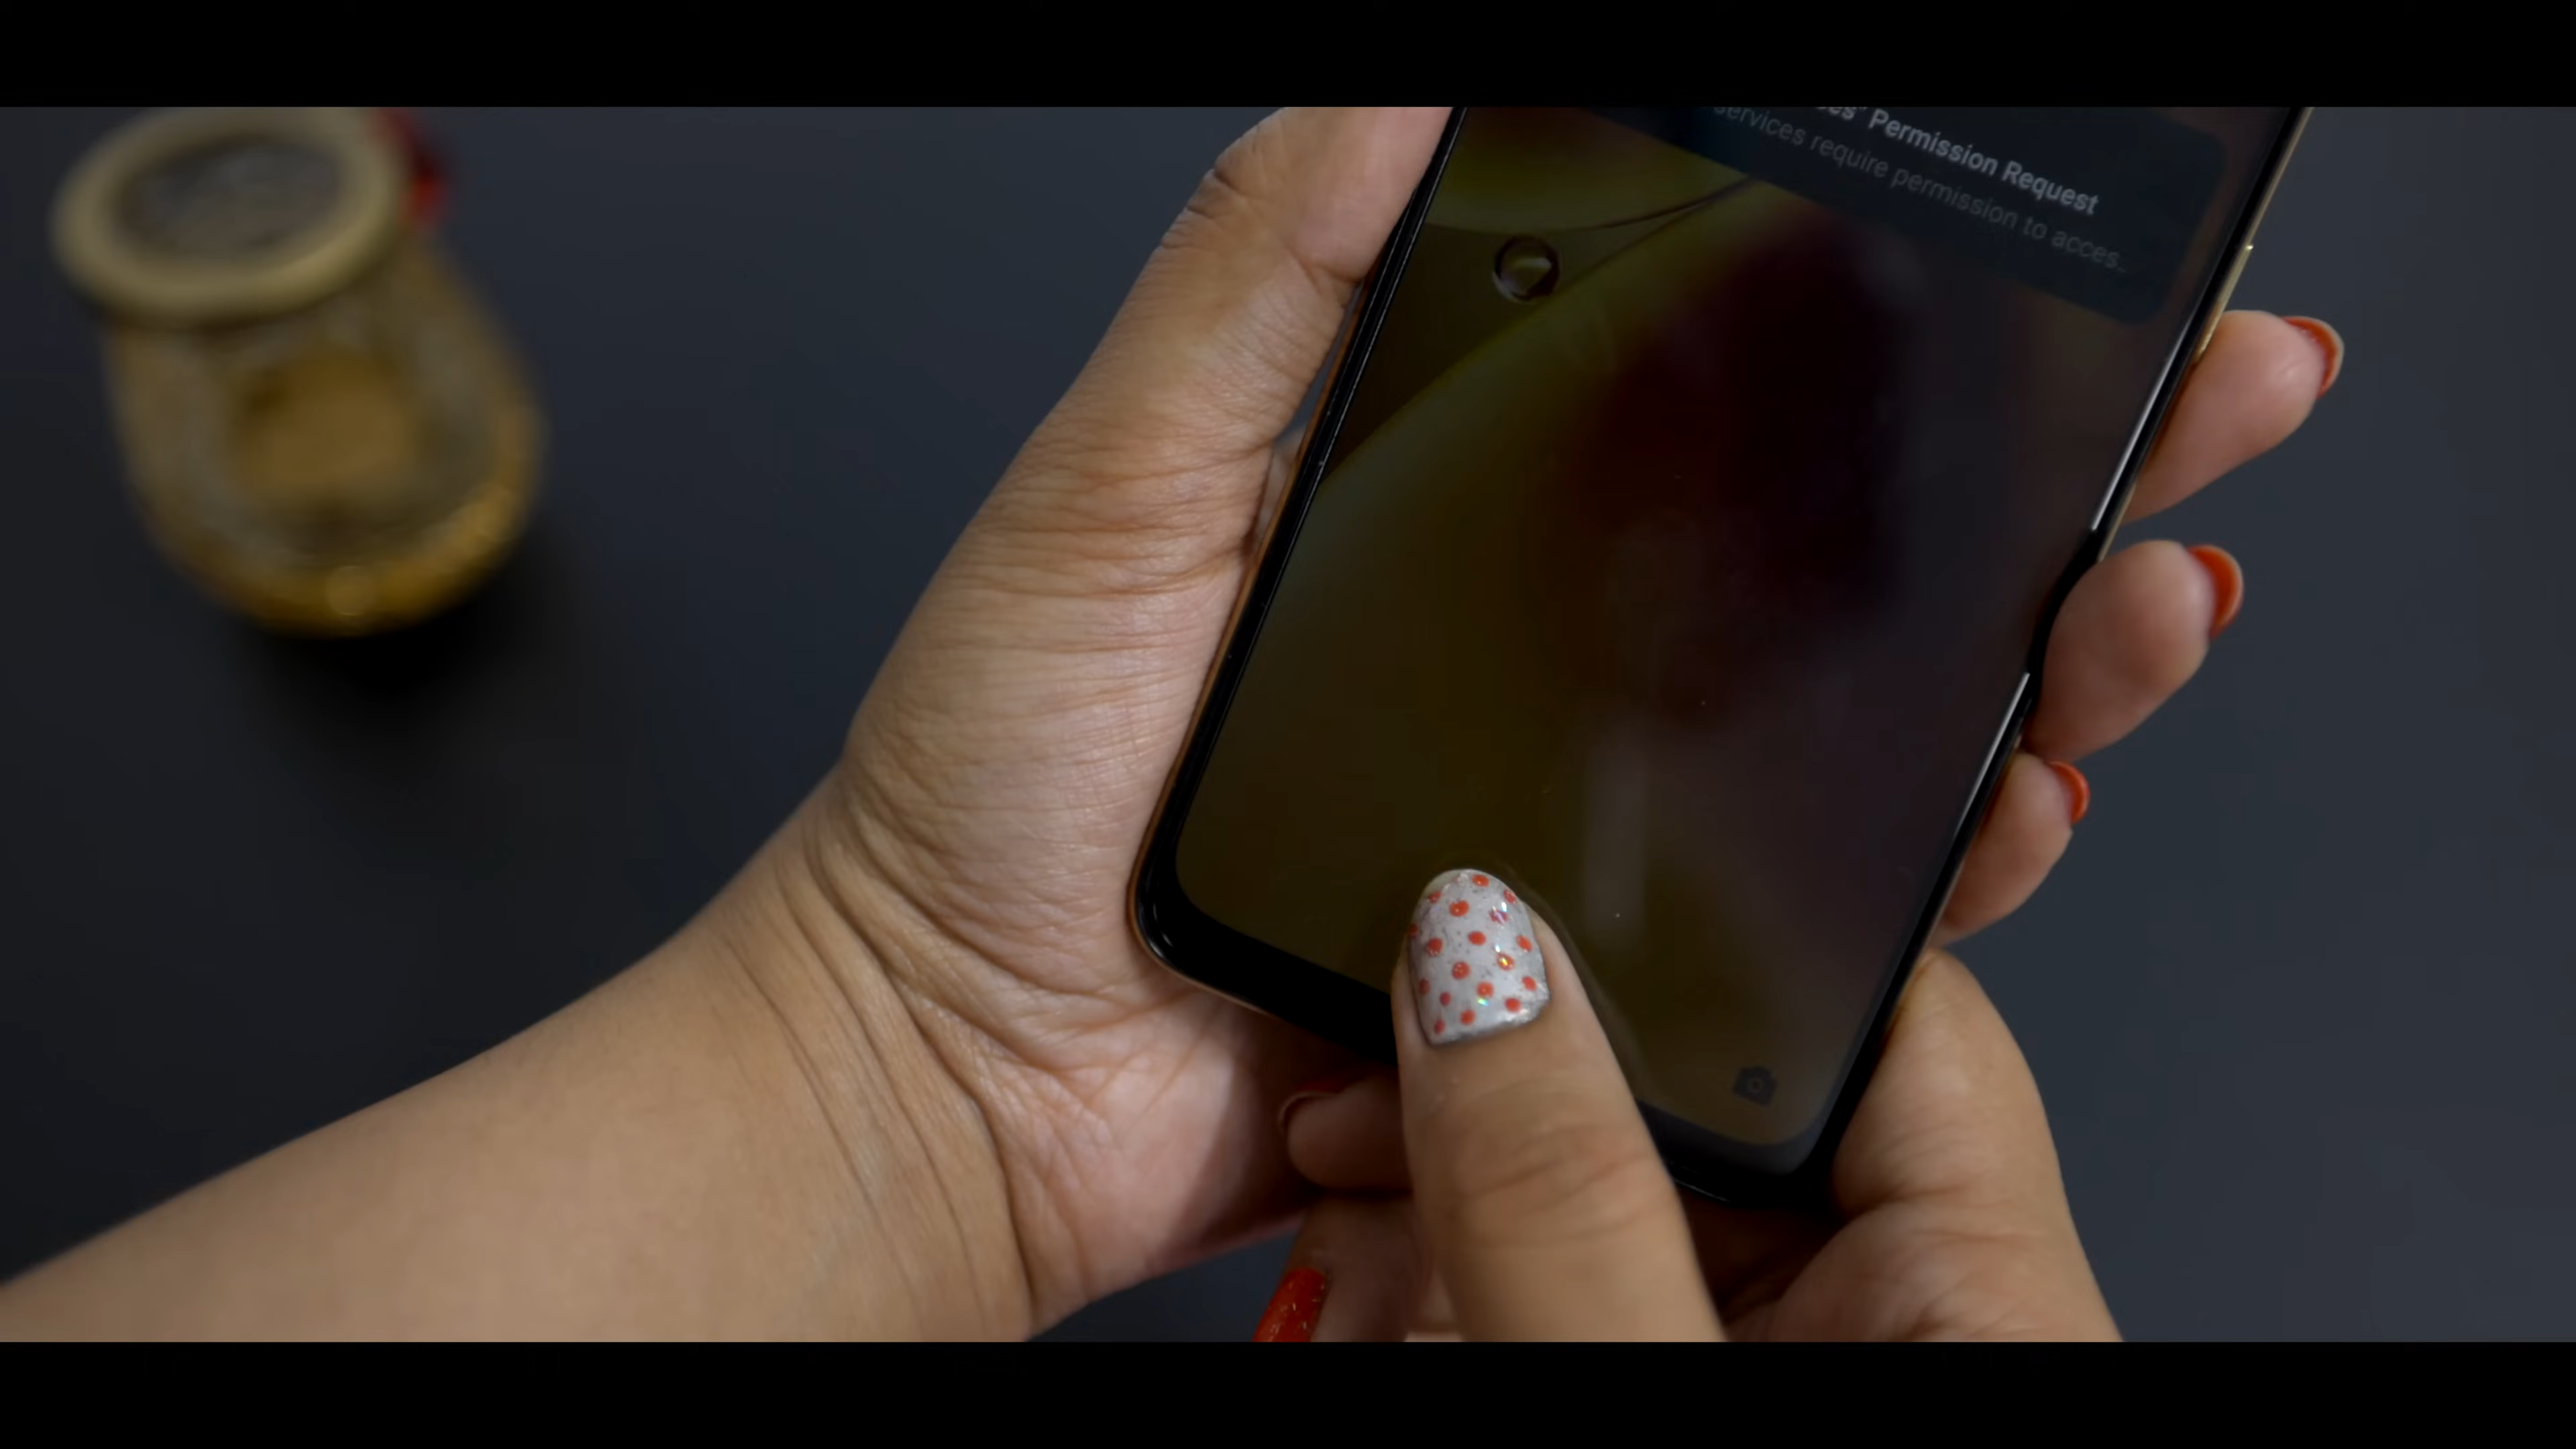 Permission Request
services require permission to acces...